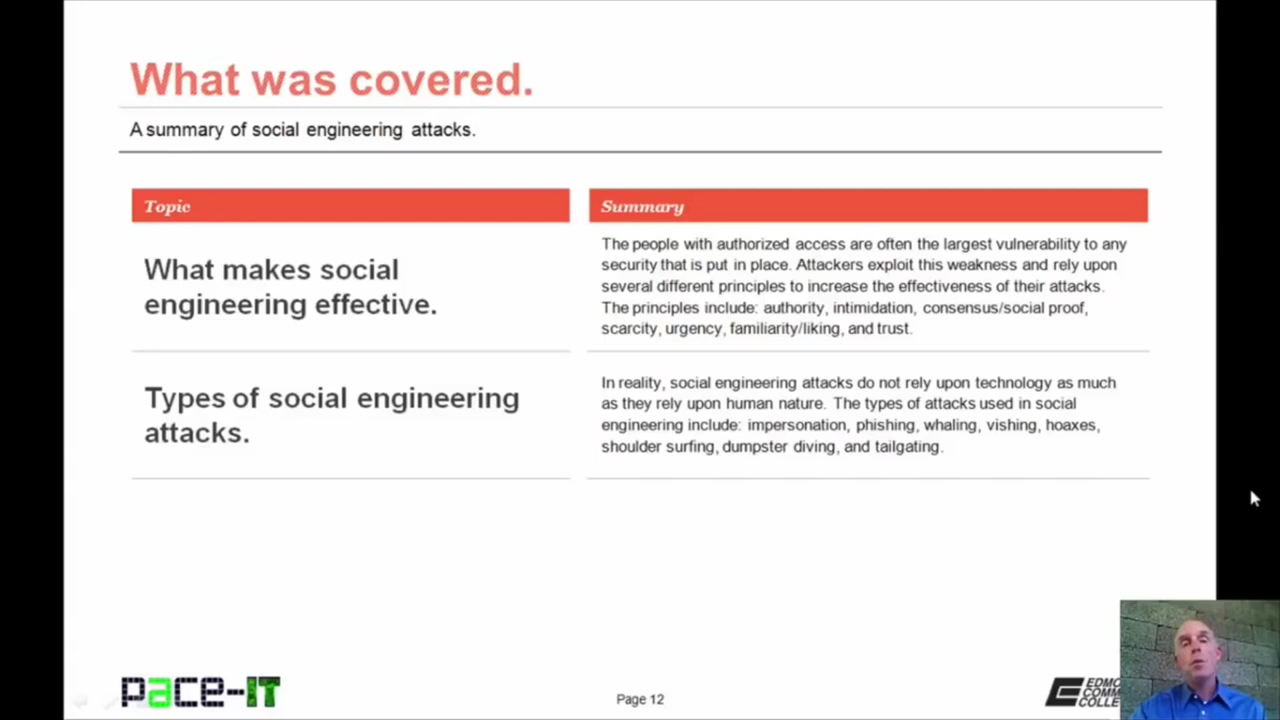 What was covered.
A summary of social engineering attacks.
Topic
Summary
What makes social
engineering effective.
The people with authorized access are often the largest vulnerability to any
security that is put in place. Attackers exploit this weakness and rely upon
several different principles to increase the effectiveness of their attacks.
The principles include: authority, intimidation, consensus/social proof,
scarcity, urgency, familiarity/liking, and trust.
Types of social engineering
attacks.
In reality, social engineering attacks do not rely upon technology as much
as they rely upon human nature. The types of attacks used in social
engineering include: impersonation, phishing, whaling, vishing, hoaxes,
shoulder surfing, dumpster diving, and tailgating.
pace-IT
Page 12